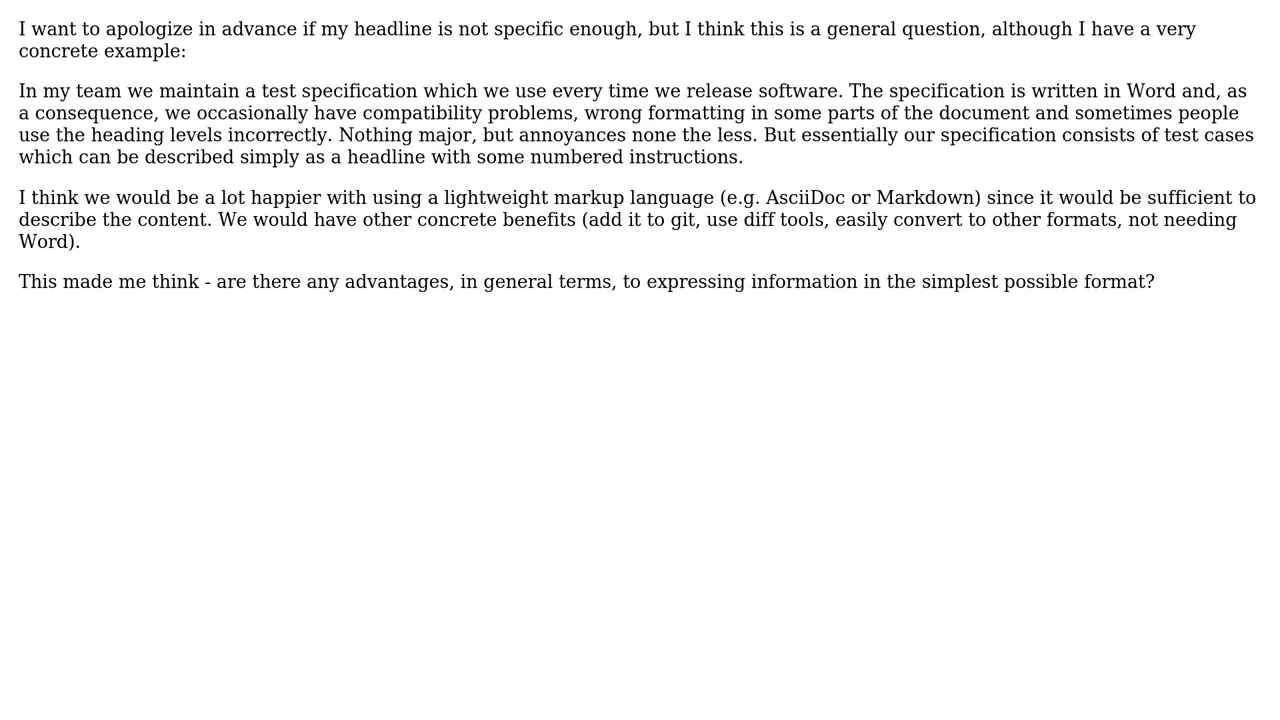 I want to apologize in advance if my headline is not specific enough, but I think this is a general question, although I have a very
concrete example:
In my team we maintain a test specification which we use every time we release software. The specification is written in Word and, as
a consequence, we occasionally have compatibility problems, wrong formatting in some parts of the document and sometimes people
use the heading levels incorrectly. Nothing major, but annoyances none the less. But essentially our specification consists of test cases
which can be described simply as a headline with some numbered instructions.
I think we would be a lot happier with using a lightweight markup language (e.g. AsciiDoc or Markdown) since it would be sufficient to
describe the content. We would have other concrete benefits (add it to git, use diff tools, easily convert to other formats, not needing
Word).
This made me think - are there any advantages, in general terms, to expressing information in the simplest possible format?